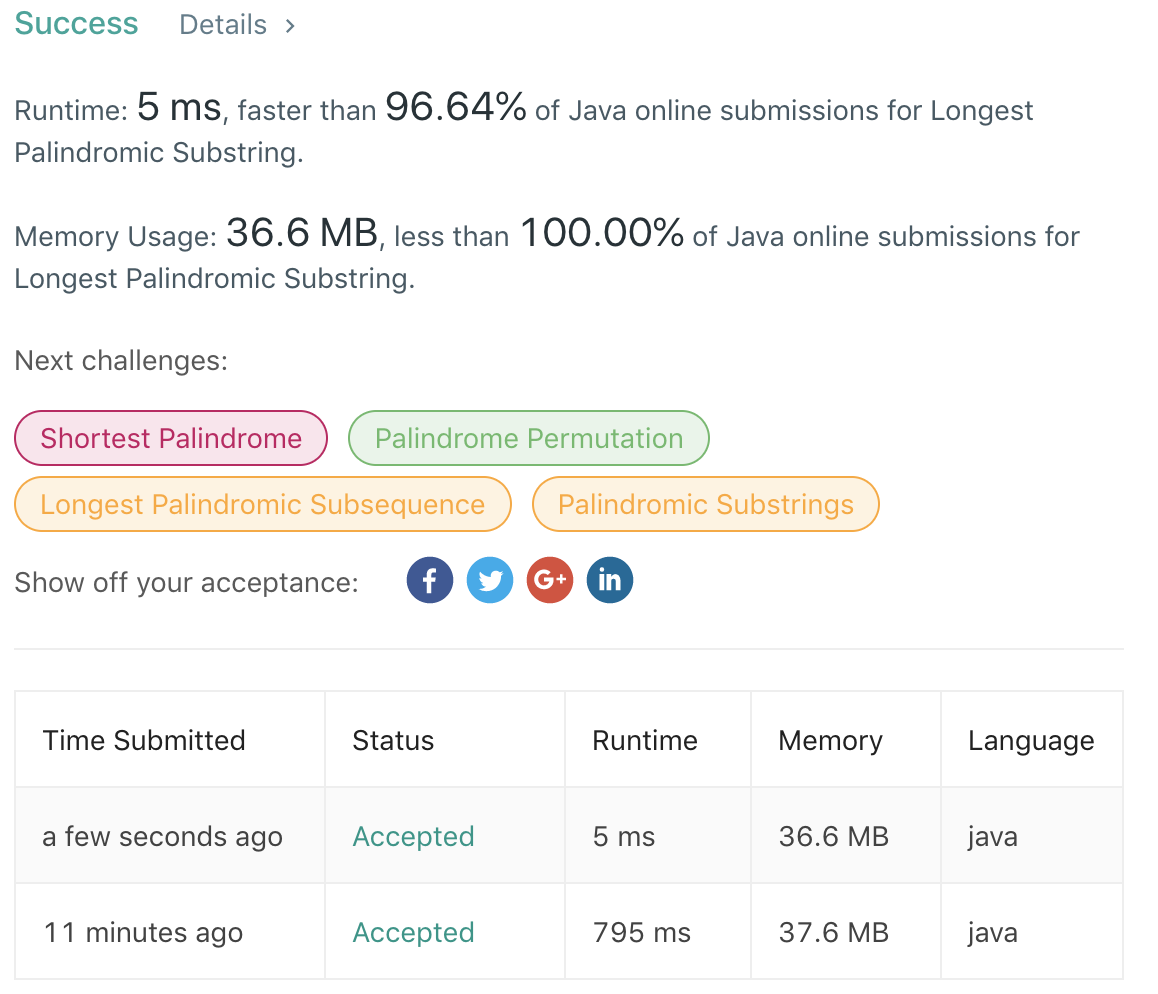 Success Details >
Runtime: 5 ms, faster than 96.64% of Java online submissions for Longest
Palindromic Substring.
Memory Usage: 36.6 MB, less than 100.00% of Java online submissions for
Longest Palindromic Substring.
Next challenges:
Shortest Palindrome Palindrome Permutation
Longest Palindromic Subsequence Palindromic Substrings
Show off your acceptance: f G+ in
Time Submitted Status Runtime Memory Language
a few seconds ago Accepted 5 ms 36.6 MB java
11 minutes ago Accepted 795 ms 37.6 MB java